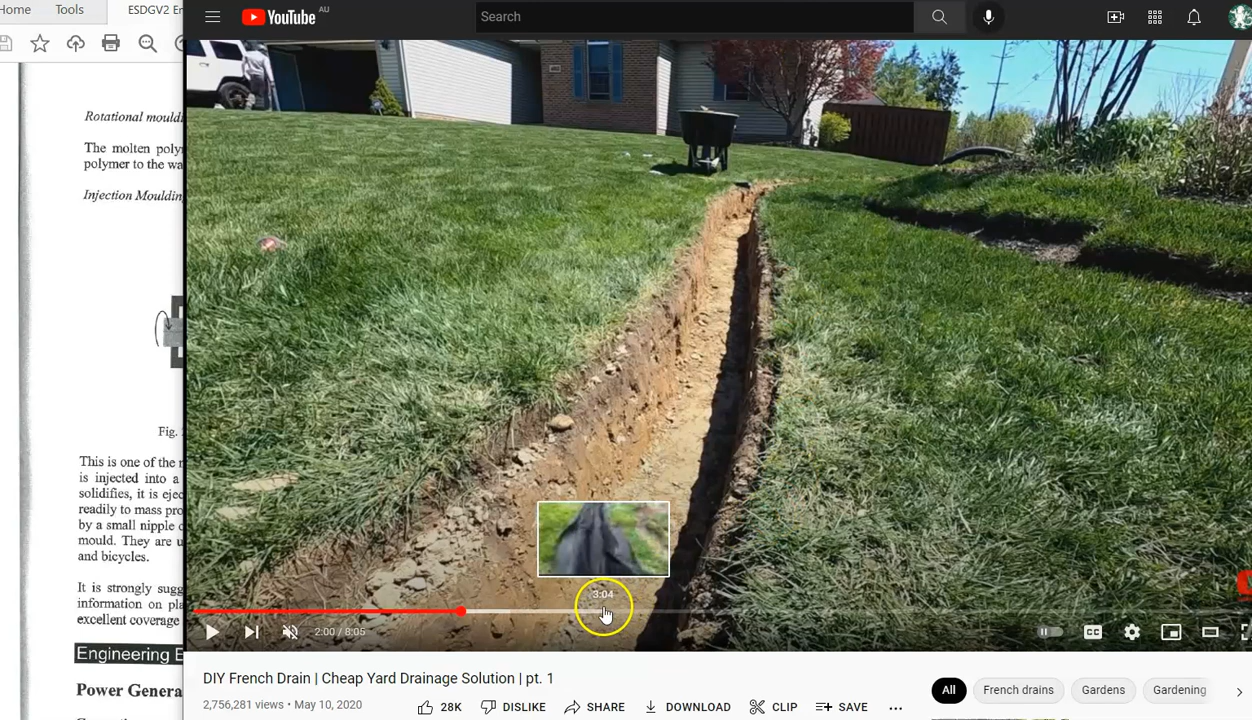 Home
Tools
ESDGV2 En
YouTube AU
Search
Rotational mould
The molten poly
polymer to the wa
Injection Mouldin
Fig.
This is one of the
is injected into a
solidifies, it is ejec
readily to mass pro
by a small nipple
mould. They are u
and bicycles.
It is strongly sugg
information on pla
excellent coverage
Engineering E
Power Genera
3:04
2:00 / 8:05
CC
DIY French Drain | Cheap Yard Drainage Solution | pt. 1
2,756,281 views • May 10, 2020
28K
DISLIKE
SHARE
DOWNLOAD
CLIP
SAVE
All
French drains
Gardens
Gardening